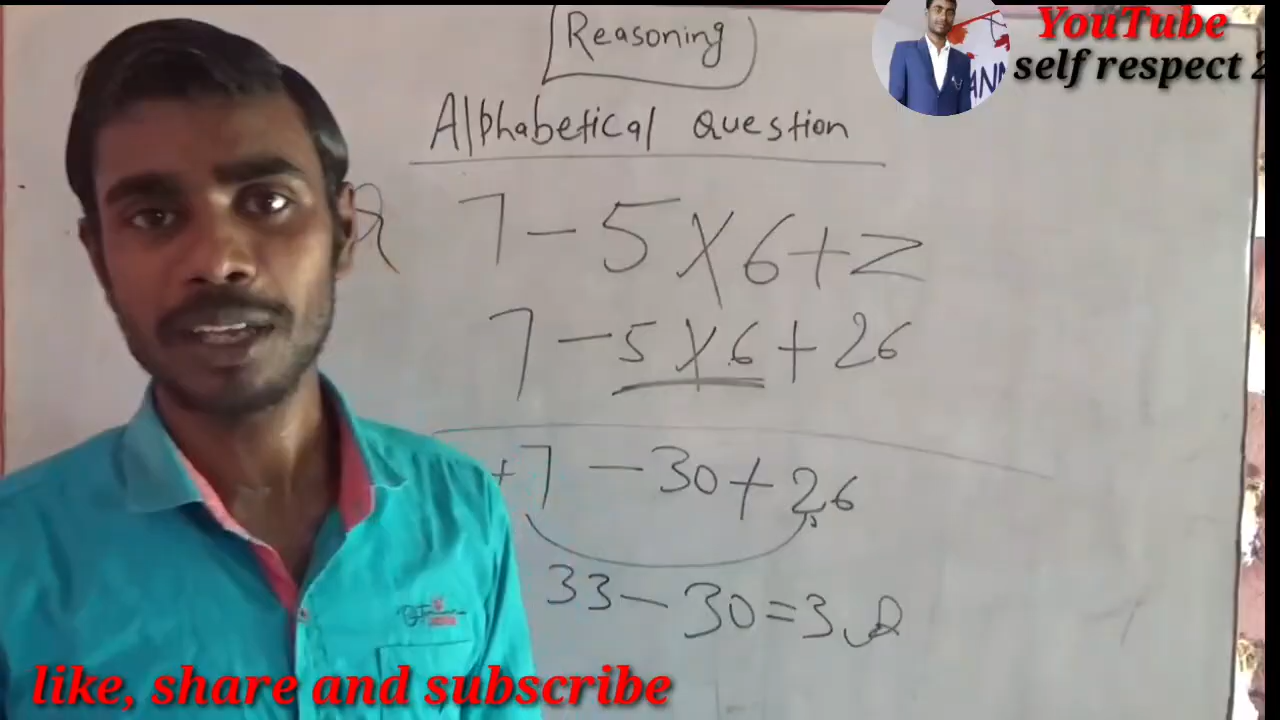 Reasoning
YouTube
self respect 2
Alphabetical Question
7 - 5 X 6 + Z
7 - 5 X 6 + 26
+7 - 30 + 26
33 - 30 = 3
like, share and subscribe